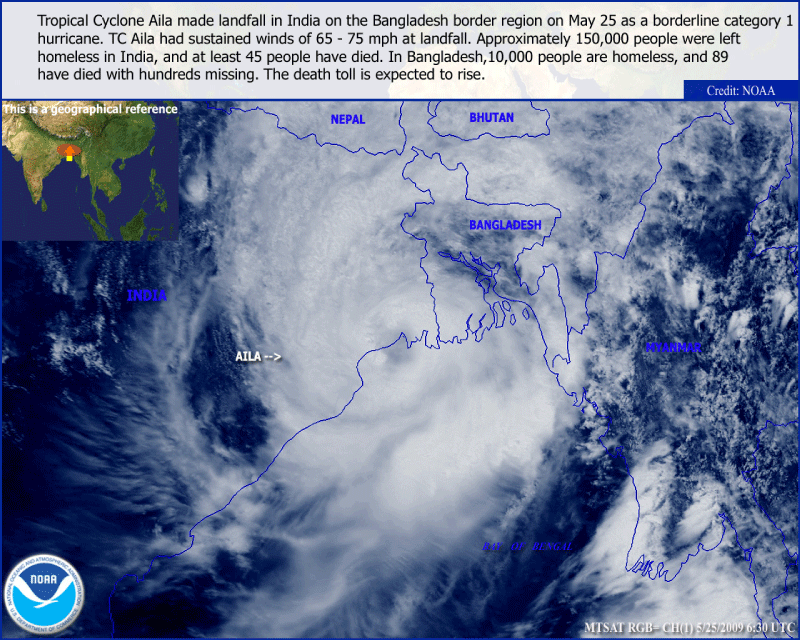 Tropical Cyclone Aila made landfall in India on the Bangladesh border region on May 25 as a borderline category 1
hurricane. TC Aila had sustained winds of 65 - 75 mph at landfall. Approximately 150,000 people were left
homeless in India, and at least 45 people have died. In Bangladesh,10,000 people are homeless, and 89
have died with hundreds missing. The death toll is expected to rise.
Credit: NOAA
This is a geographical reference
NEPAL
BHUTAN
BANGLADESH
INDIA
MYANMAR
AILA -->
BAY OF BENGAL
NOAA
NATIONAL OCEANIC AND ATMOSPHERIC ADMINISTRATION
U.S. DEPARTMENT OF COMMERCE
MTSAT RGB= CH(1) 5/25/2009 6:30 UTC